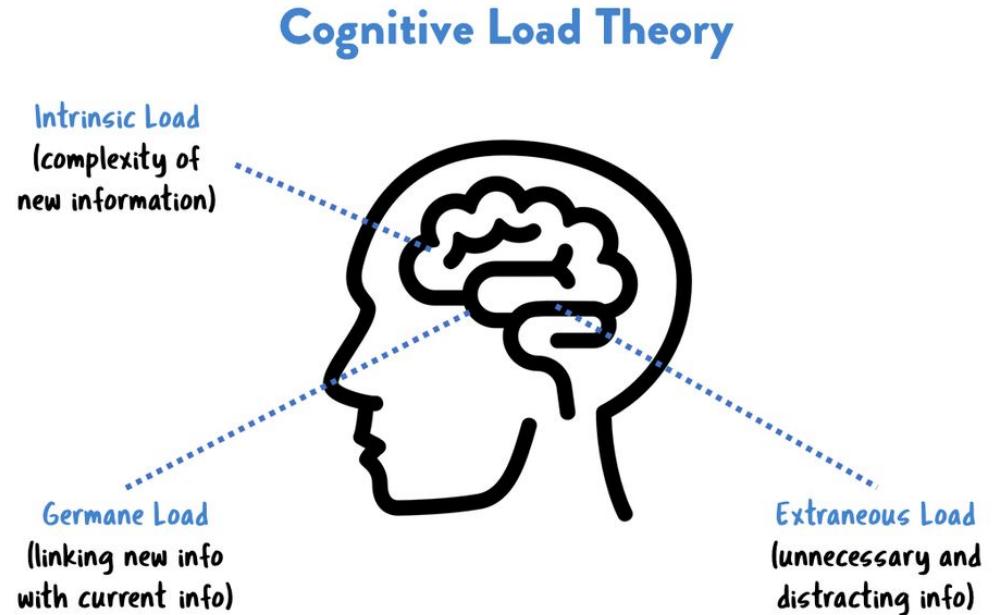 Cognitive Load Theory
Intrinsic Load
(complexity of
new information)
Germane Load
(linking new info
with current info)
Extraneous Load
(unnecessary and
distracting info)